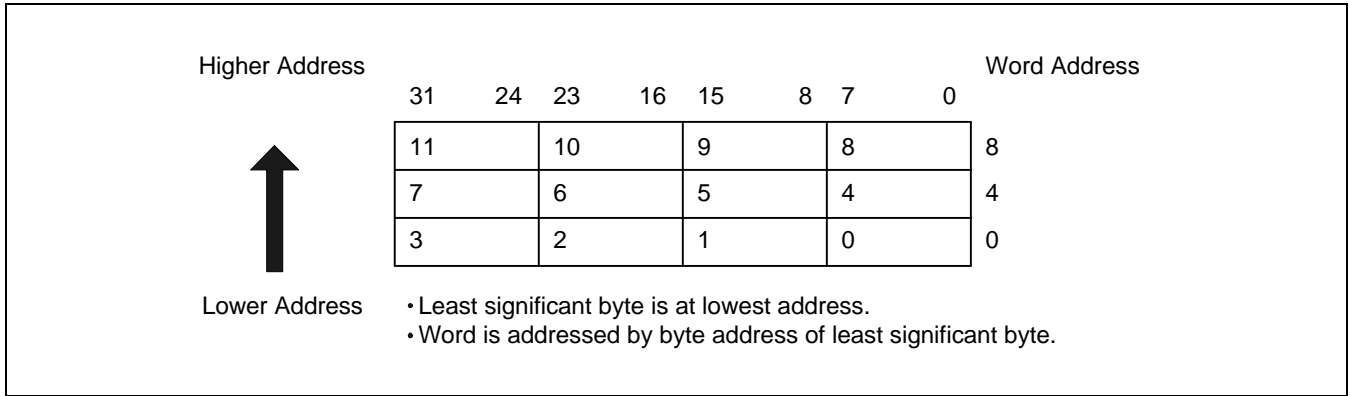 Higher Address Word Address
31 24 23 16 15 8 7 0
11 10 9 8 8
7 6 5 4 4
3 2 1 0 0
Lower Address • Least significant byte is at lowest address.
• Word is addressed by byte address of least significant byte.